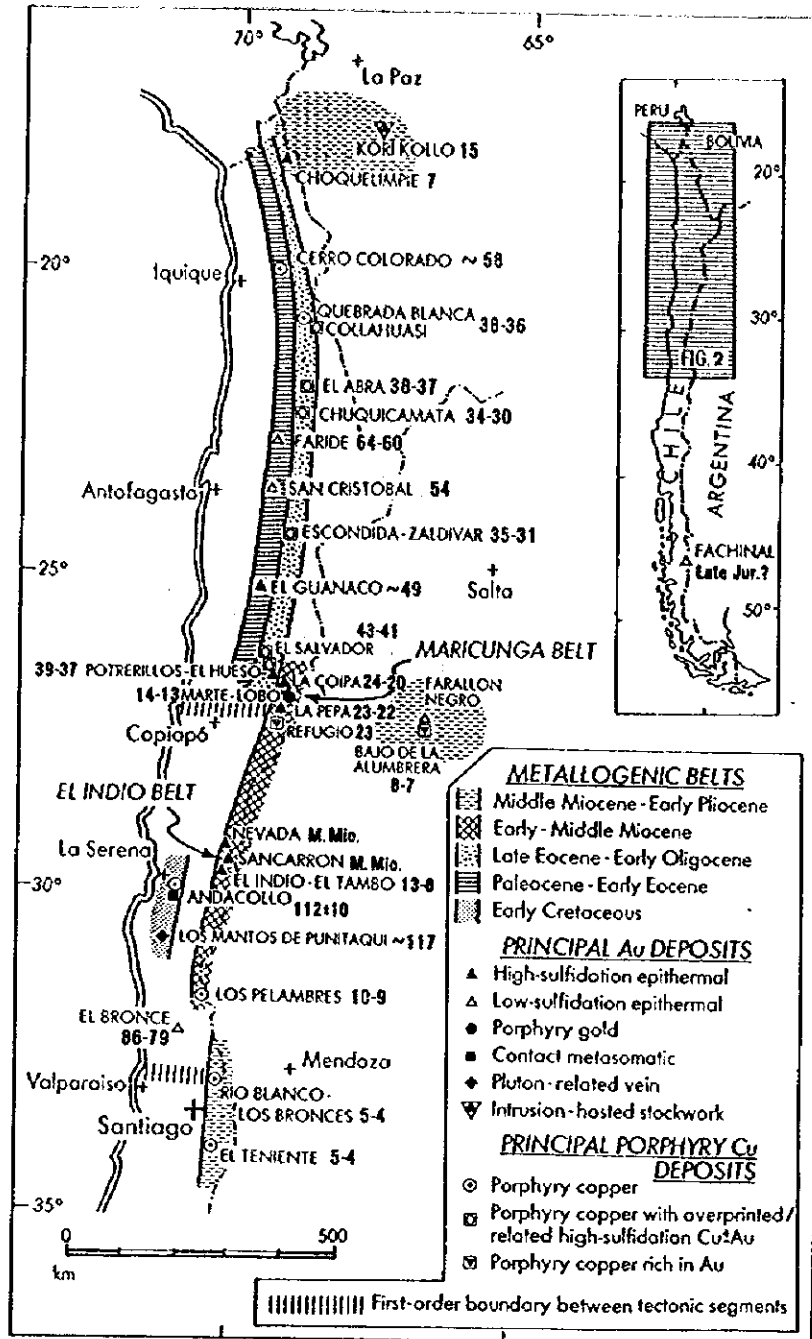 70°
65°
La Paz
KORI KOLLO 15
CHOQUELIMPIE 7
20°
Iquique
CERRO COLORADO ~ 58
QUEBRADA BLANCA
COLLAHUASI
38-36
EL ABRA 38-37
CHUQUICAMATA 34-30
FARIDE 64-60
Antofagasta
SAN CRISTOBAL 54
ESCONDIDA-ZALDIVAR 35-31
25°
EL GUANACO ~49
Salta
43-41
EL SALVADOR
MARICUNGA BELT
39-37 POTRERILLOS-EL HUESO
LA COIPA 24-20
14-13 MARTE-LOBO
FARALLON
NEGRO
LA PEPA 23-22
Copiapó
REFUGIO 23
BAJO DE LA
ALUMBRERA
8-7
EL INDIO BELT
NEVADA M. Mio.
La Serena
SANCARRON M. Mio.
30°
EL INDIO-EL TAMBO 13-8
ANDACOLLO
112±10
LOS MANTOS DE PUNITAQUI ~117
LOS PELAMBRES 10-9
EL BRONCE
86-79
Mendoza
Valparaiso
RIO BLANCO-
LOS BRONCES 5-4
Santiago
EL TENIENTE 5-4
35°
0
500
km
PERU
BOLIVIA
20°
30°
FIG. 2
CHILE
ARGENTINA
40°
FACHINAL
Late Jur.?
50°
METALLOGENIC BELTS
Middle Miocene-Early Pliocene
Early-Middle Miocene
Late Eocene-Early Oligocene
Paleocene-Early Eocene
Early Cretaceous
PRINCIPAL Au DEPOSITS
High-sulfidation epithermal
Low-sulfidation epithermal
Porphyry gold
Contact metasomatic
Pluton-related vein
Intrusion-hosted stockwork
PRINCIPAL PORPHYRY Cu
DEPOSITS
Porphyry copper
Porphyry copper with overprinted/
related high-sulfidation Cu±Au
Porphyry copper rich in Au
First-order boundary between tectonic segments